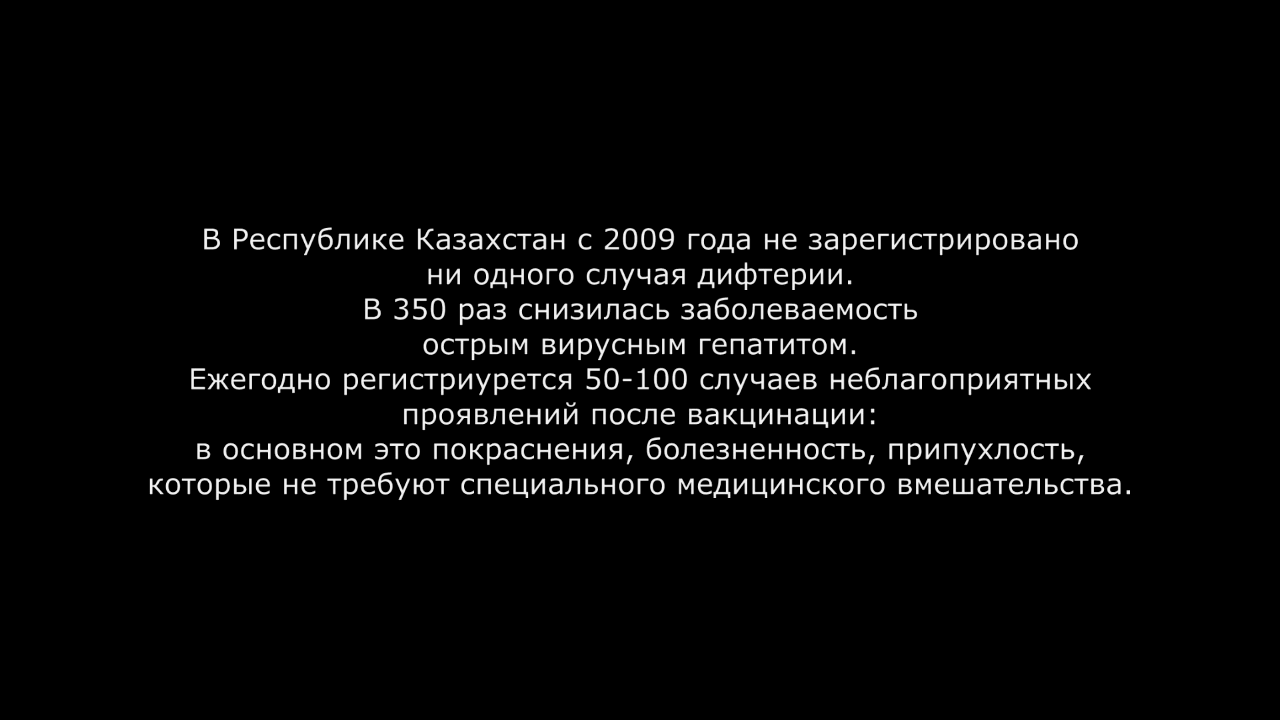 В Республике Казахстан с 2009 года не зарегистрировано
ни одного случая дифтерии.
В 350 раз снизилась заболеваемость
острым вирусным гепатитом.
Ежегодно регистриурется 50-100 случаев неблагоприятных
проявлений после вакцинации:
в основном это покраснения, болезненность, припухлость,
которые не требуют специального медицинского вмешательства.